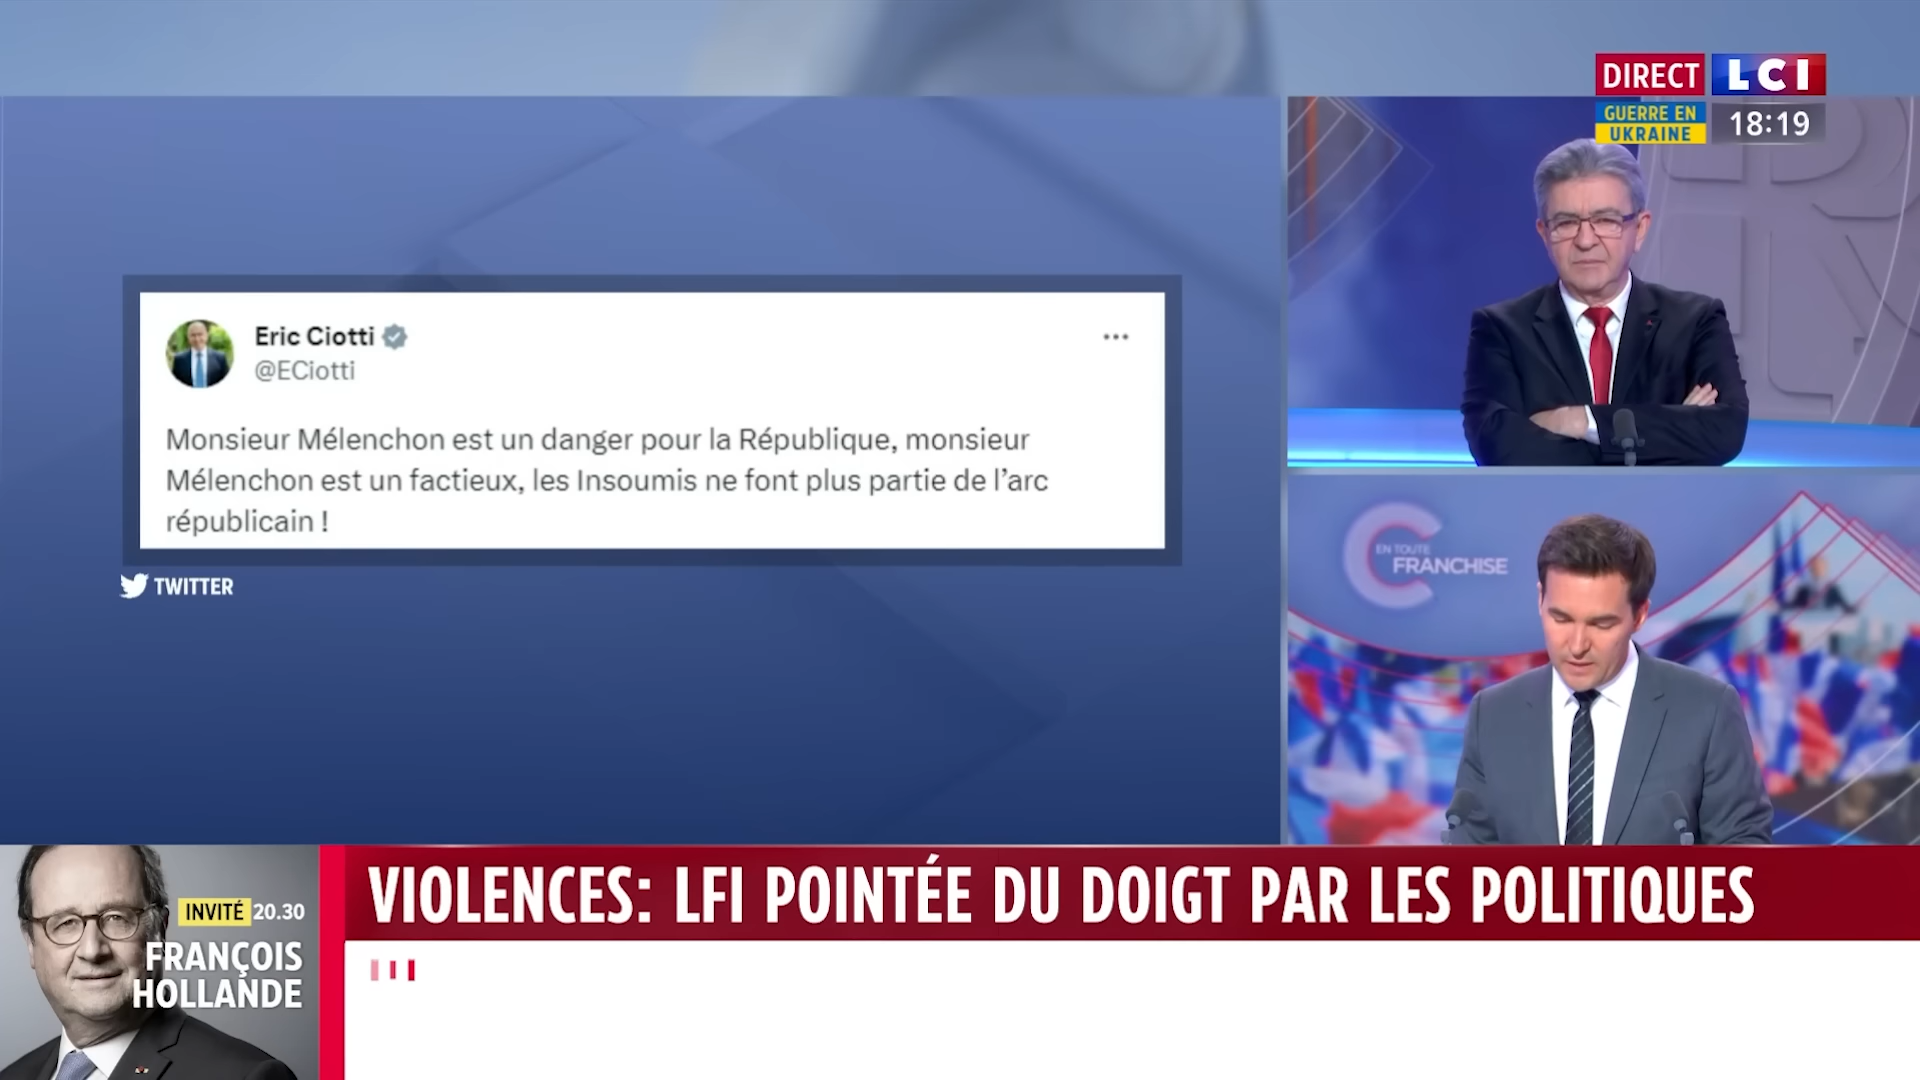 DIRECT
LCI
GUERRE EN
UKRAINE
18:19
Eric Ciotti
@ECiotti
Monsieur Mélenchon est un danger pour la République, monsieur
Mélenchon est un factieux, les Insoumis ne font plus partie de l’arc
républicain !
TWITTER
EN TOUTE
FRANCHISE
INVITÉ 20.30
FRANÇOIS
HOLLANDE
VIOLENCES: LFI POINTÉE DU DOIGT PAR LES POLITIQUES